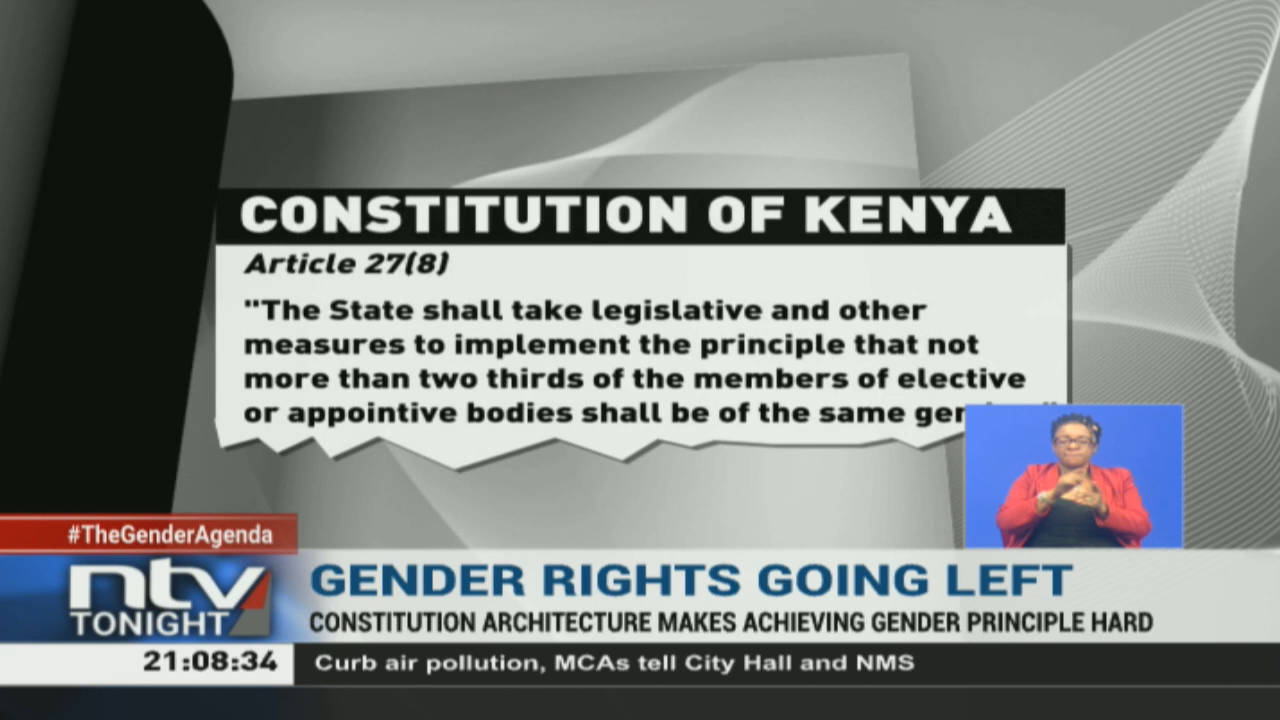 CONSTITUTION OF KENYA
Article 27(8)
"The State shall take legislative and other
measures to implement the principle that not
more than two thirds of the members of elective
or appointive bodies shall be of the same
#TheGenderAgenda
ntv
TONIGHT
GENDER RIGHTS GOING LEFT
CONSTITUTION ARCHITECTURE MAKES ACHIEVING GENDER PRINCIPLE HARD
21:08:34
Curb air pollution, MCAs tell City Hall and NMS